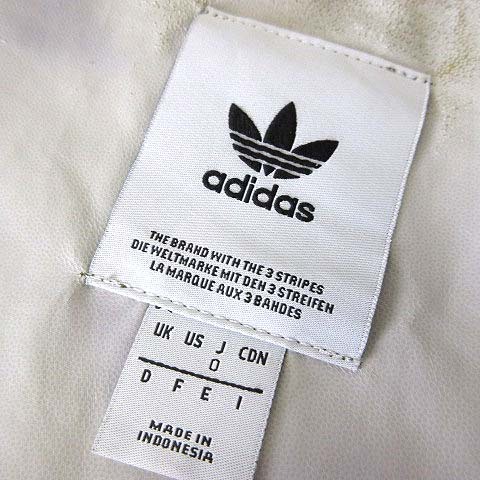 adidas
THE BRAND WITH THE 3 STRIPES
DIE WELTMARKE MIT DEN 3 STREIFEN
LA MARQUE AUX 3 BANDES
UK US J CDN
O
D F E I
MADE IN
INDONESIA